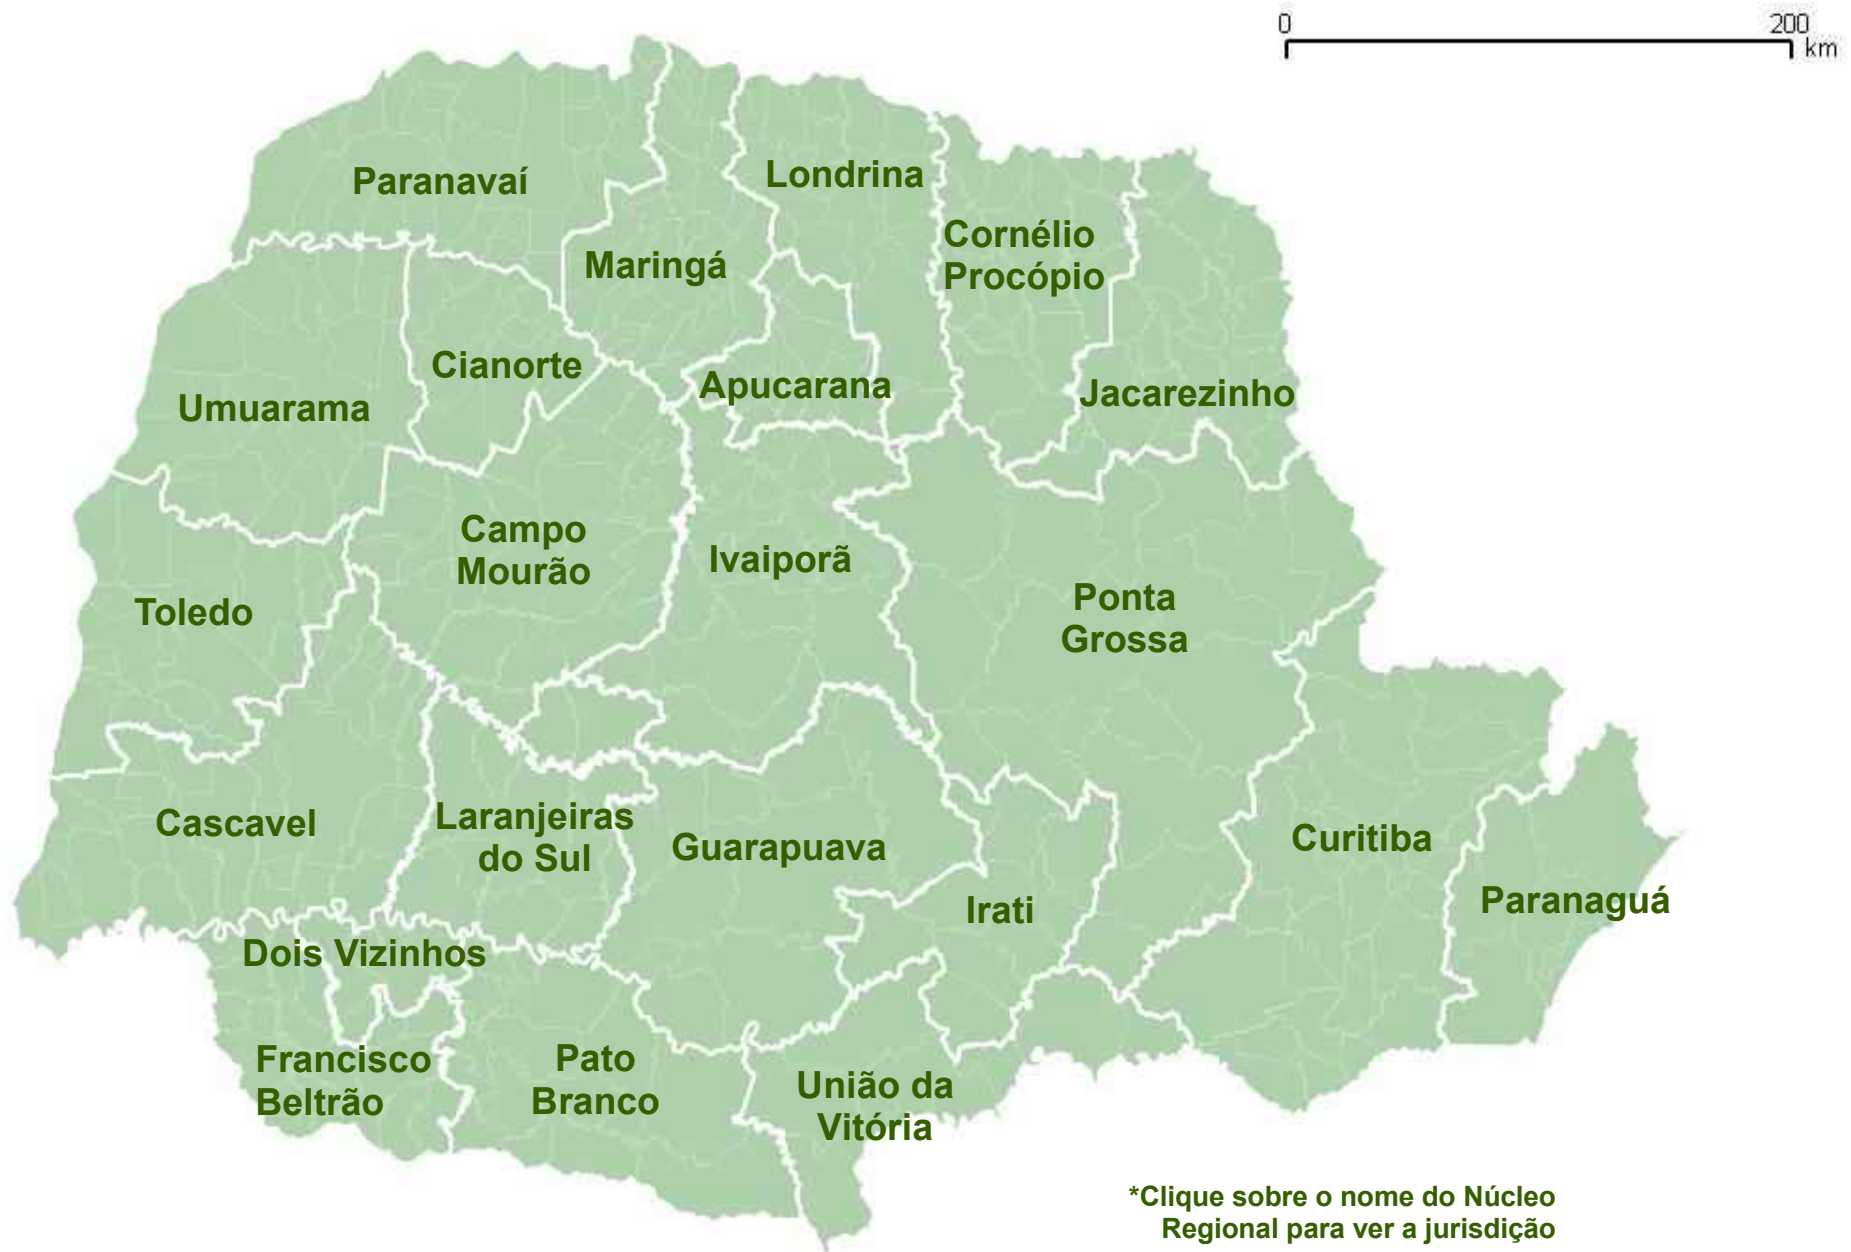 0 200
km
Paranavaí
Londrina
Cornélio
Procópio
Maringá
Cianorte
Apucarana
Jacarezinho
Umuarama
Campo
Mourão
Ivaiporã
Toledo
Ponta
Grossa
Cascavel
Laranjeiras
do Sul
Guarapuava
Curitiba
Irati
Paranaguá
Dois Vizinhos
Francisco
Beltrão
Pato
Branco
União da
Vitória
*Clique sobre o nome do Núcleo
Regional para ver a jurisdição